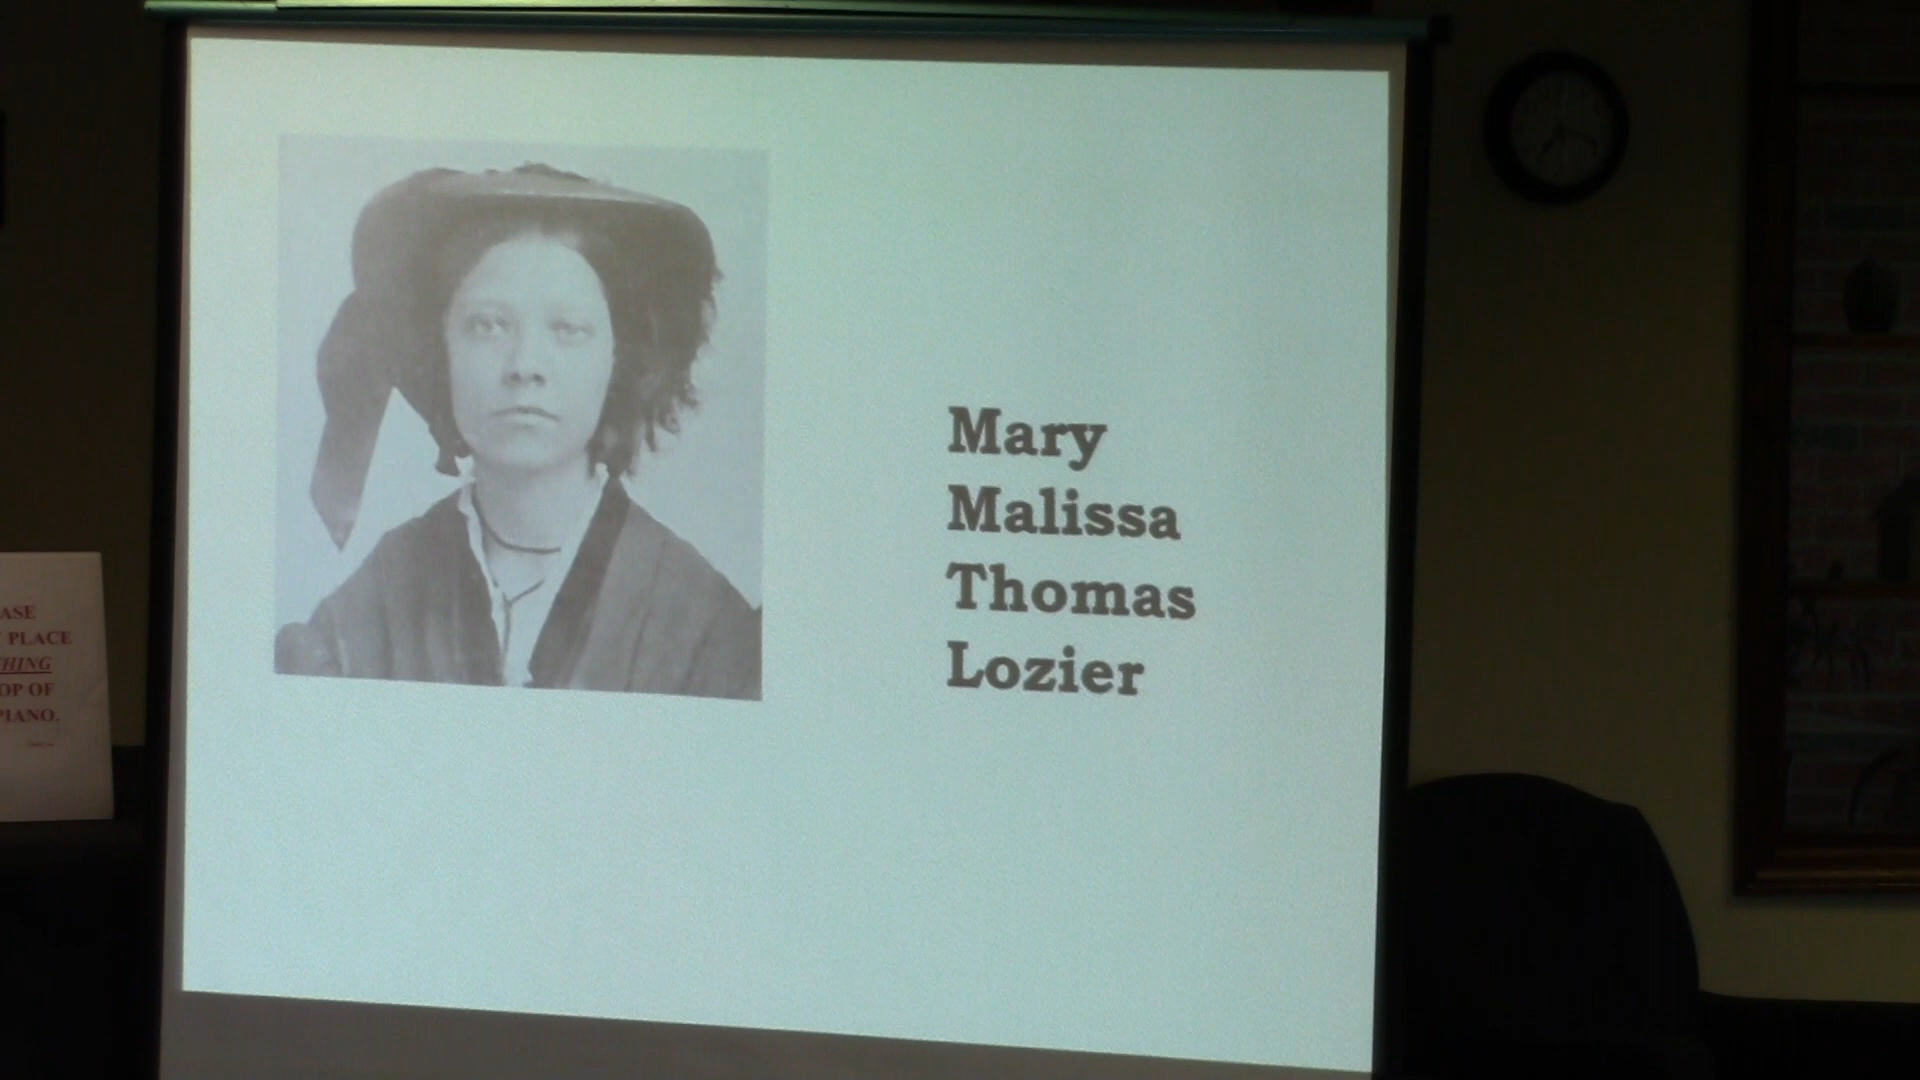 Mary
Malissa
Thomas
Lozier
ASE
PLACE
HING
OP OF
PIANO.